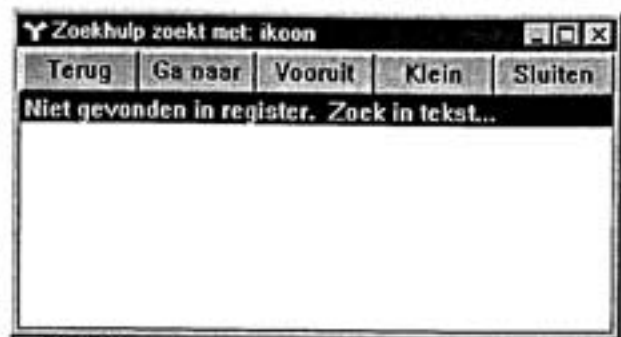 Zoekhulp zoekt met: ikoon
Terug Ga naar Vooruit Klein Sluiten
Niet gevonden in register. Zoek in tekst...